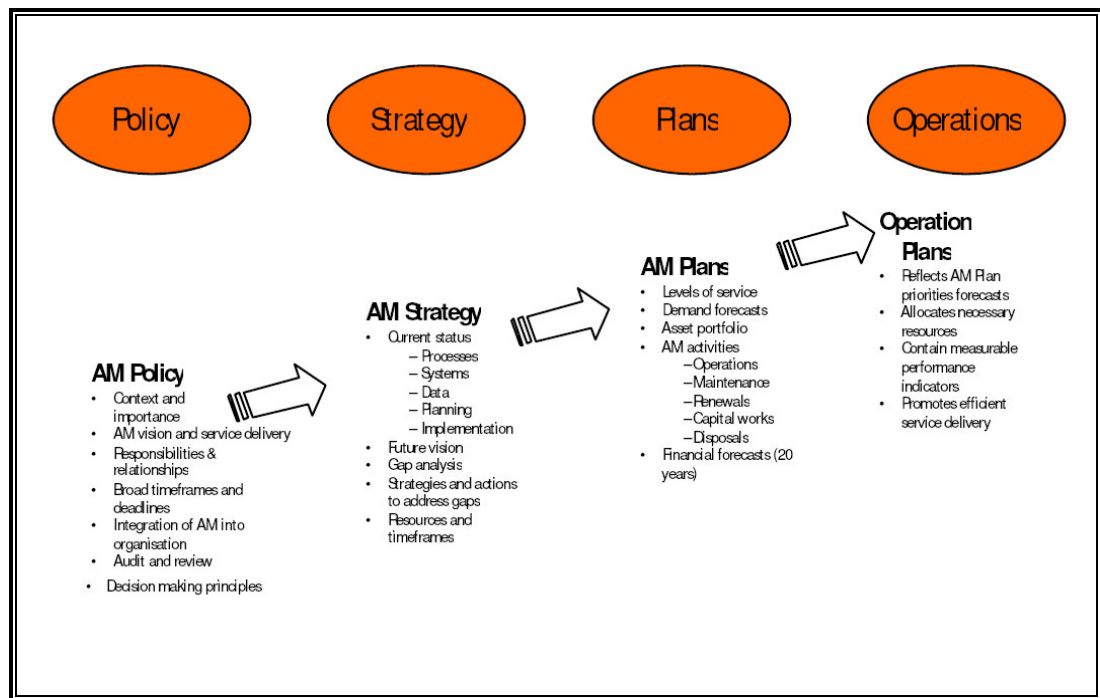 Policy
Strategy
Plans
Operations
AM Policy
• Context and
importance
• AM vision and service delivery
• Responsibilities &
relationships
• Broad timeframes and
deadlines
• Integration of AM into
organisation
• Audit and review
• Decision making principles
AM Strategy
• Current status
– Processes
– Systems
– Data
– Planning
– Implementation
• Future vision
• Gap analysis
• Strategies and actions
to address gaps
• Resources and
timeframes
AM Plans
• Levels of service
• Demand forecasts
• Asset portfolio
• AM activities
– Operations
– Maintenance
– Renewals
– Capital works
– Disposals
• Financial forecasts (20
years)
Operation
Plans
• Reflects AM Plan
priorities forecasts
• Allocates necessary
resources
• Contain measurable
performance
indicators
• Promotes efficient
service delivery